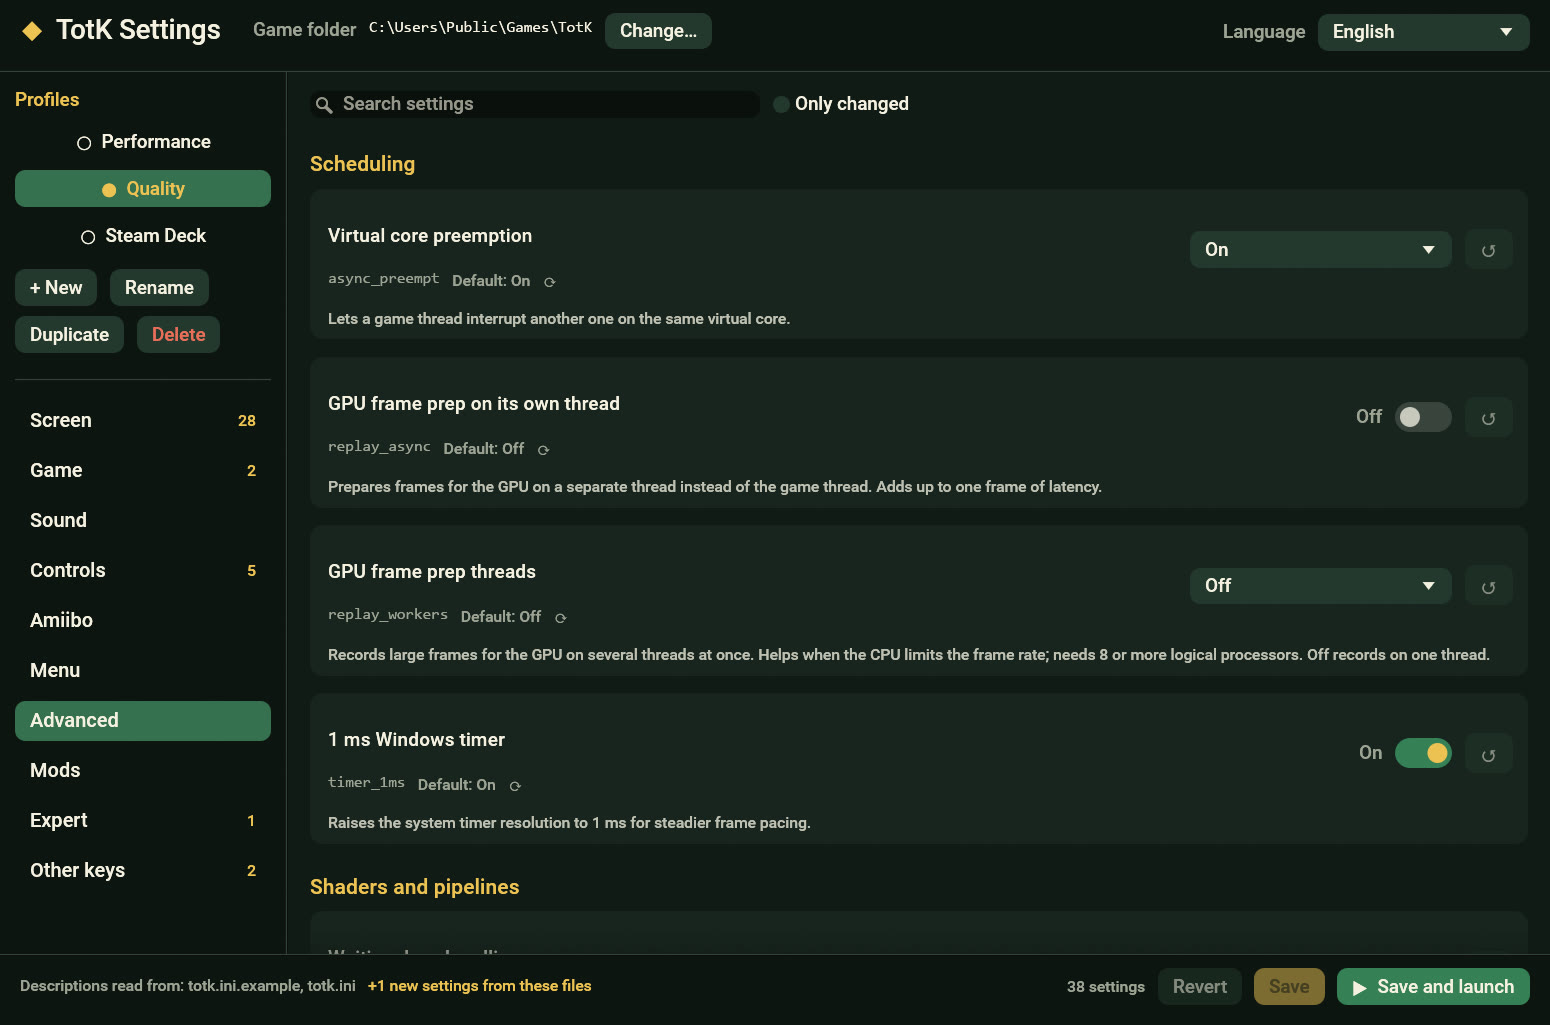 TotK Settings
Game folder C:\Users\Public\Games\TotK Change...
Language English
Profiles
Performance
Quality
Steam Deck
+ New Rename
Duplicate Delete
Screen 28
Game 2
Sound
Controls 5
Amiibo
Menu
Advanced
Mods
Expert 1
Other keys 2
Search settings Only changed
Scheduling
Virtual core preemption
On
async_preempt Default: On
Lets a game thread interrupt another one on the same virtual core.
GPU frame prep on its own thread
Off
replay_async Default: Off
Prepares frames for the GPU on a separate thread instead of the game thread. Adds up to one frame of latency.
GPU frame prep threads
Off
replay_workers Default: Off
Records large frames for the GPU on several threads at once. Helps when the CPU limits the frame rate; needs 8 or more logical processors. Off records on one thread.
1 ms Windows timer
On
timer_1ms Default: On
Raises the system timer resolution to 1 ms for steadier frame pacing.
Shaders and pipelines
Descriptions read from: totk.ini.example, totk.ini +1 new settings from these files
38 settings Revert Save Save and launch